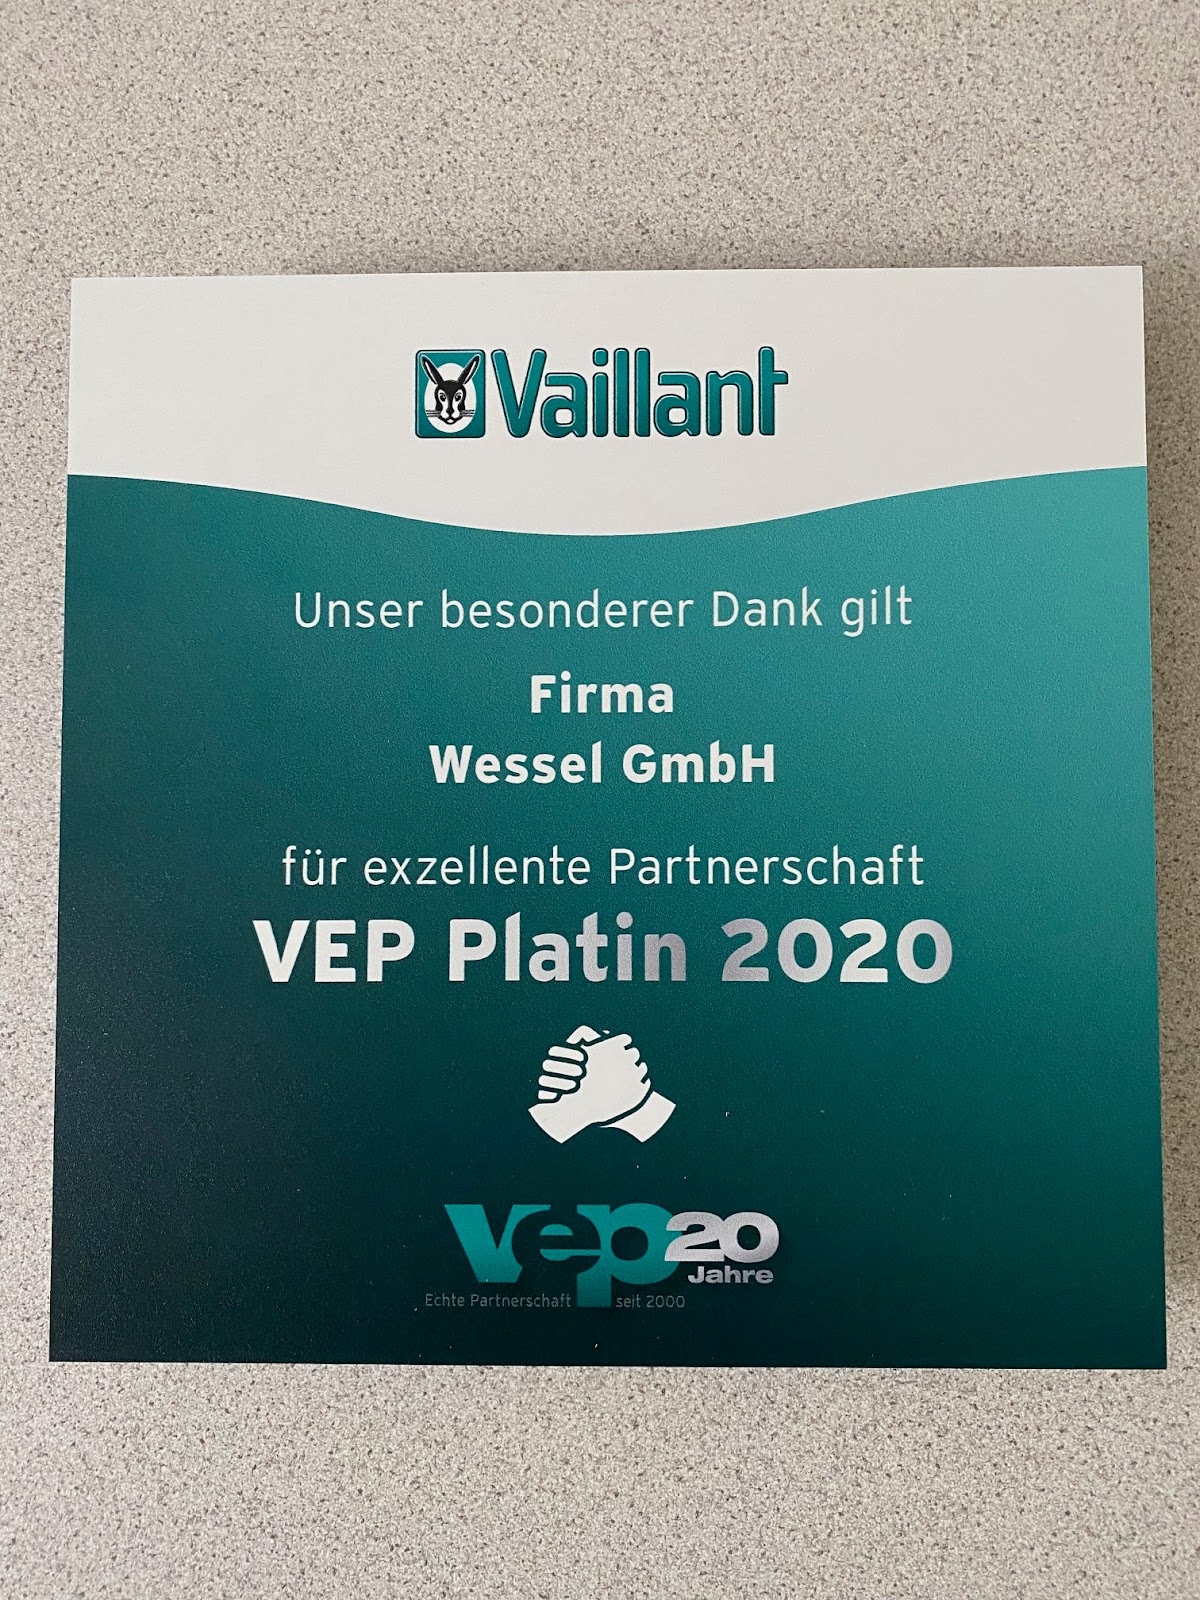 Vaillant
Unser besonderer Dank gilt
Firma
Wessel GmbH
für exzellente Partnerschaft
VEP Platin 2020
vep20
Jahre
Echte Partnerschaft seit 2000